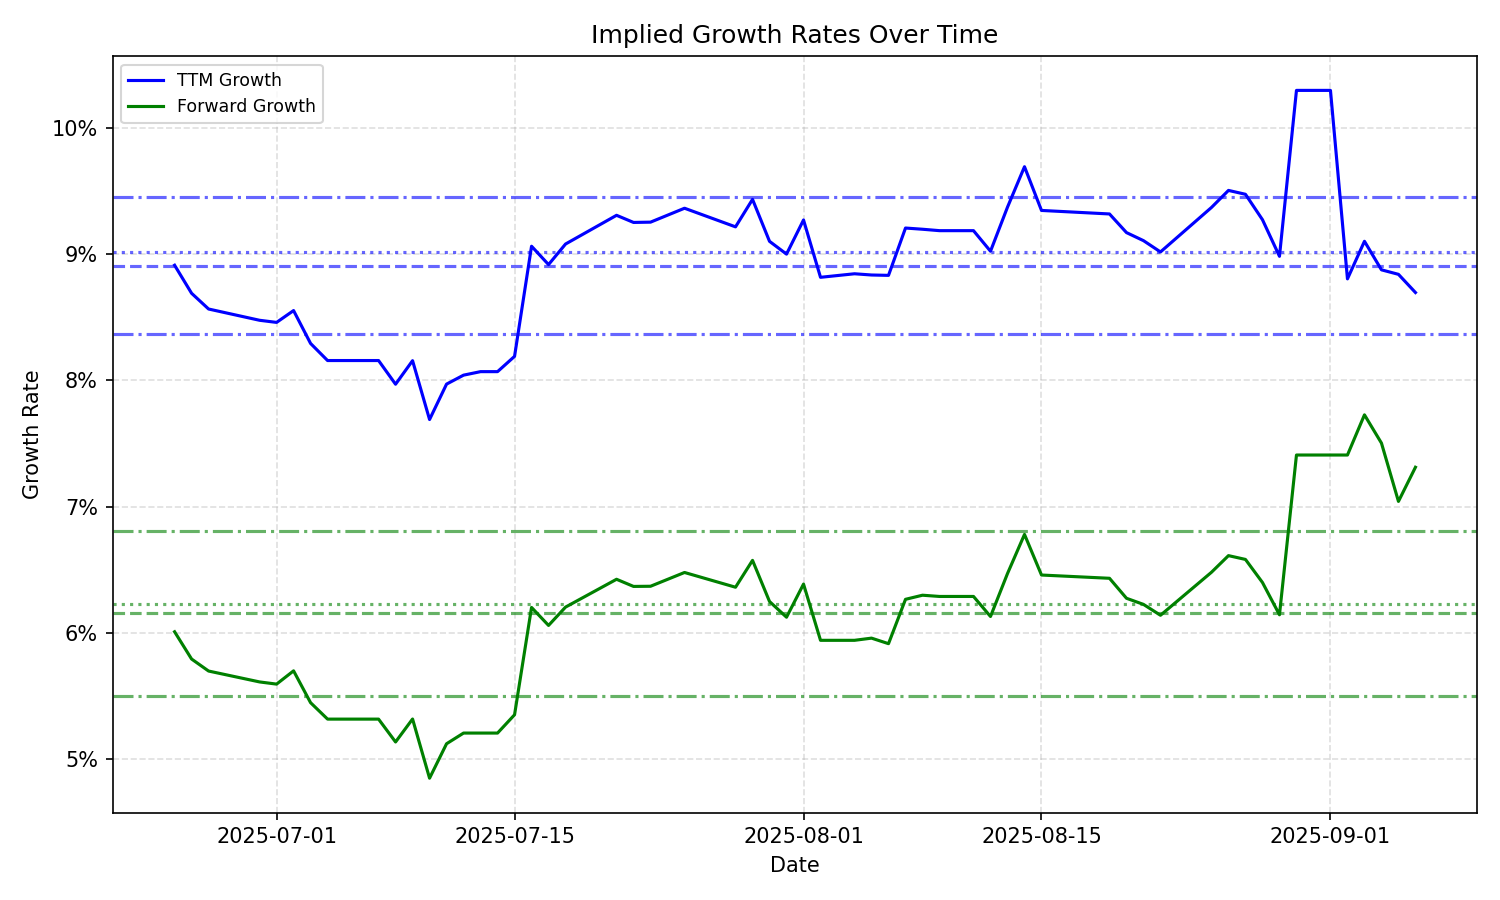 Implied Growth Rates Over Time
TTM Growth
Forward Growth
10%
9%
8%
7%
6%
5%
Growth Rate
2025-07-01
2025-07-15
2025-08-01
2025-08-15
2025-09-01
Date